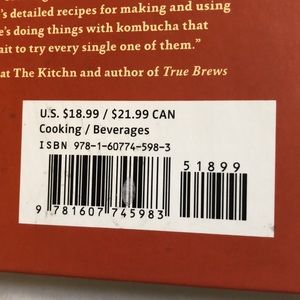 's detailed recipes for making and using
e's doing things with kombucha that
ait to try every single one of them."
at The Kitchn and author of True Brews
U.S. $18.99 / $21.99 CAN
Cooking / Beverages
ISBN 978-1-60774-598-3
51899
9 781607 745983